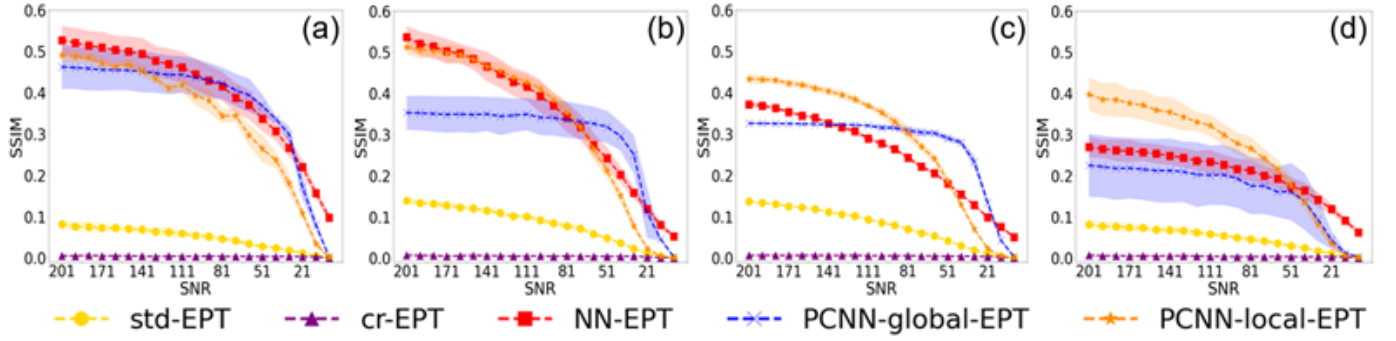 (a) (b) (c) (d)
0.6 0.6 0.6 0.6
0.5 0.5 0.5 0.5
0.4 0.4 0.4 0.4
SSIM SSIM SSIM SSIM
0.3 0.3 0.3 0.3
0.2 0.2 0.2 0.2
0.1 0.1 0.1 0.1
0.0 0.0 0.0 0.0
201 171 141 111 81 51 21 201 171 141 111 81 51 21 201 171 141 111 81 51 21 201 171 141 111 81 51 21
SNR SNR SNR SNR
std-EPT cr-EPT NN-EPT PCNN-global-EPT PCNN-local-EPT